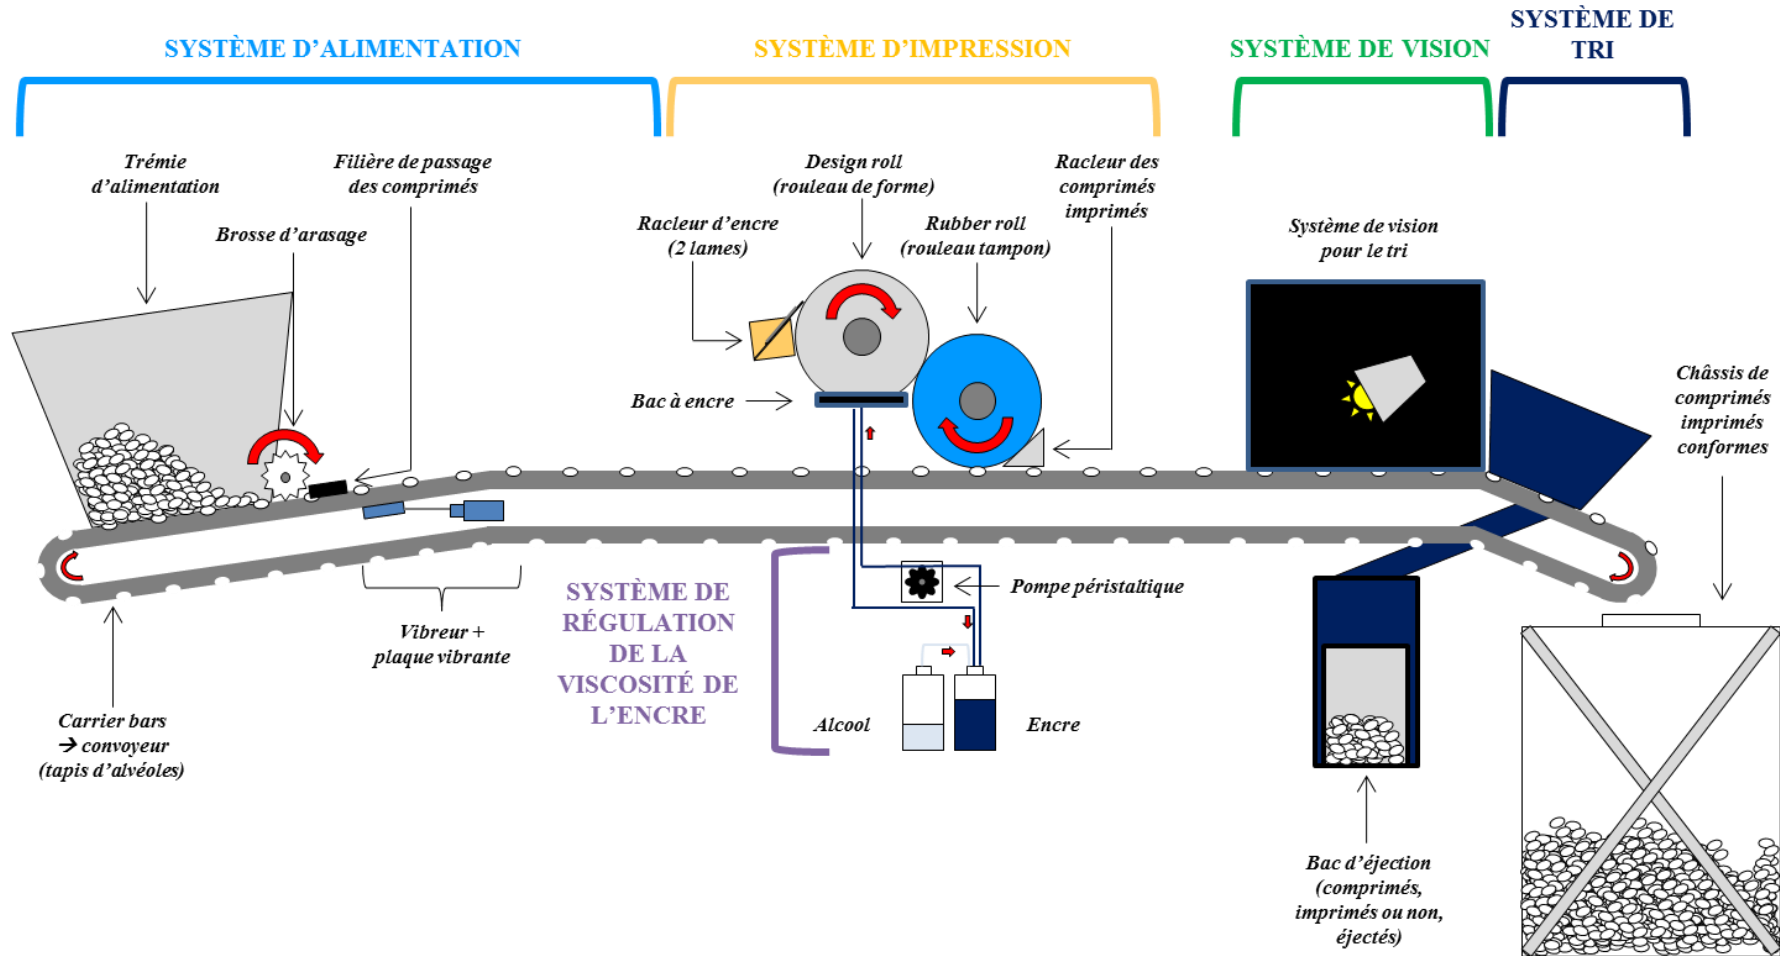 SYSTÈME D’ALIMENTATION
SYSTÈME D’IMPRESSION
SYSTÈME DE VISION
SYSTÈME DE
TRI
Trémie
d’alimentation
Filière de passage
des comprimés
Brosse d’arasage
Design roll
(rouleau de forme)
Racleur d’encre
(2 lames)
Rubber roll
(rouleau tampon)
Racleur des
comprimés
imprimés
Système de vision
pour le tri
Bac à encre
Châssis de
comprimés
imprimés
conformes
Pompe péristaltique
SYSTÈME DE
RÉGULATION
DE LA
VISCOSITÉ DE
L’ENCRE
Vibreur +
plaque vibrante
Carrier bars
→ convoyeur
(tapis d’alvéoles)
Alcool
Encre
Bac d’éjection
(comprimés,
imprimés ou non,
éjectés)